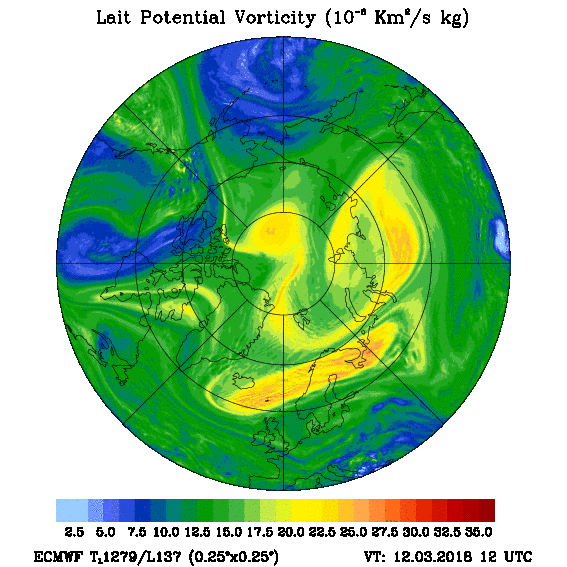 Lait Potential Vorticity (10⁻⁶ Km²/s kg)
2.5 5.0 7.5 10.0 12.5 15.0 17.5 20.0 22.5 25.0 27.5 30.0 32.5 35.0
ECMWF T_L1279/L137 (0.25°x0.25°) VT: 12.03.2018 12 UTC